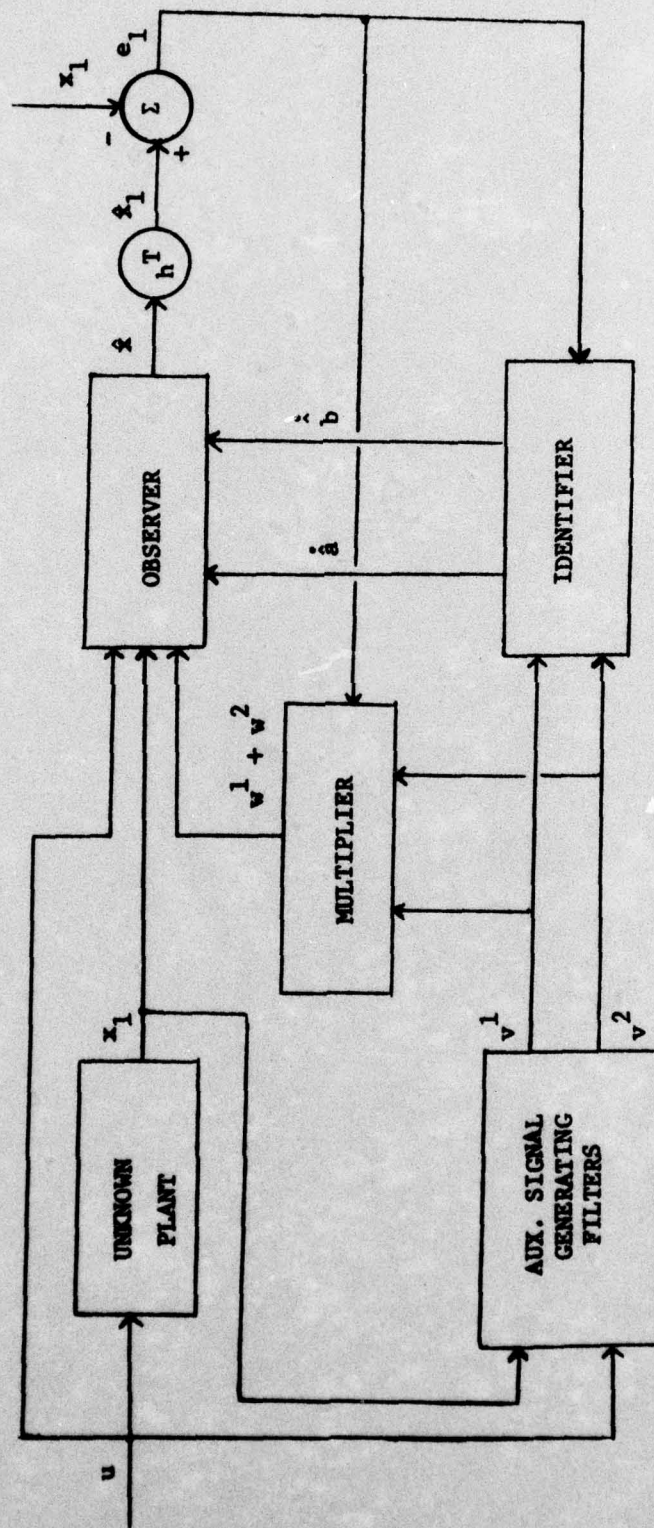 u
UNKNOWN
PLANT
x₁
OBSERVER
x̂
hᵀ
x̂₁
x₁
-
+
Σ
e₁
w¹ + w²
MULTIPLIER
â
b̂
AUX. SIGNAL
GENERATING
FILTERS
v¹
v²
IDENTIFIER